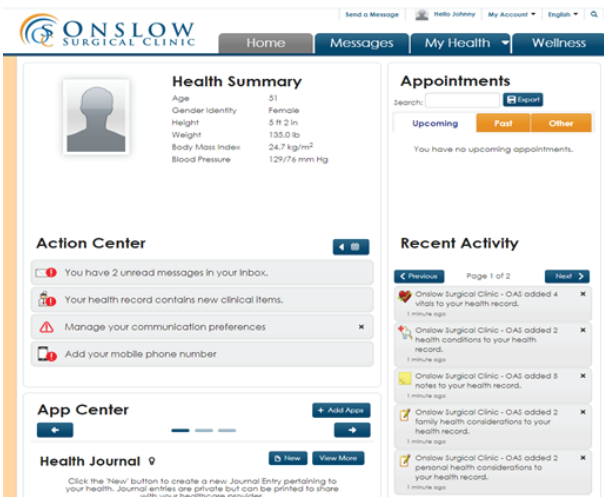 Send a Message Hello Johnny My Account English
ONSLOW
SURGICAL CLINIC
Home Messages My Health Wellness
Health Summary
Age 51
Gender Identity Female
Height 5 ft 2 in
Weight 135.0 lb
Body Mass Index 24.7 kg/m²
Blood Pressure 129/76 mm Hg
Appointments
Search: Export
Upcoming Past Other
You have no upcoming appointments.
Action Center
You have 2 unread messages in your inbox.
Your health record contains new clinical items.
Manage your communication preferences ×
Add your mobile phone number
Recent Activity
Previous Page 1 of 2 Next
Onslow Surgical Clinic - OAS added 4 ×
vitals to your health record.
1 minute ago
Onslow Surgical Clinic - OAS added 2 ×
health conditions to your health
record.
1 minute ago
Onslow Surgical Clinic - OAS added 5 ×
notes to your health record.
1 minute ago
Onslow Surgical Clinic - OAS added 2 ×
family health considerations to your
health record.
1 minute ago
Onslow Surgical Clinic - OAS added 2 ×
personal health considerations to
your health record.
1 minute ago
App Center + Add Apps
Health Journal New View More
Click the 'New' button to create a new Journal Entry pertaining to
your health. Journal entries are private but can be printed to share
with your healthcare provider.